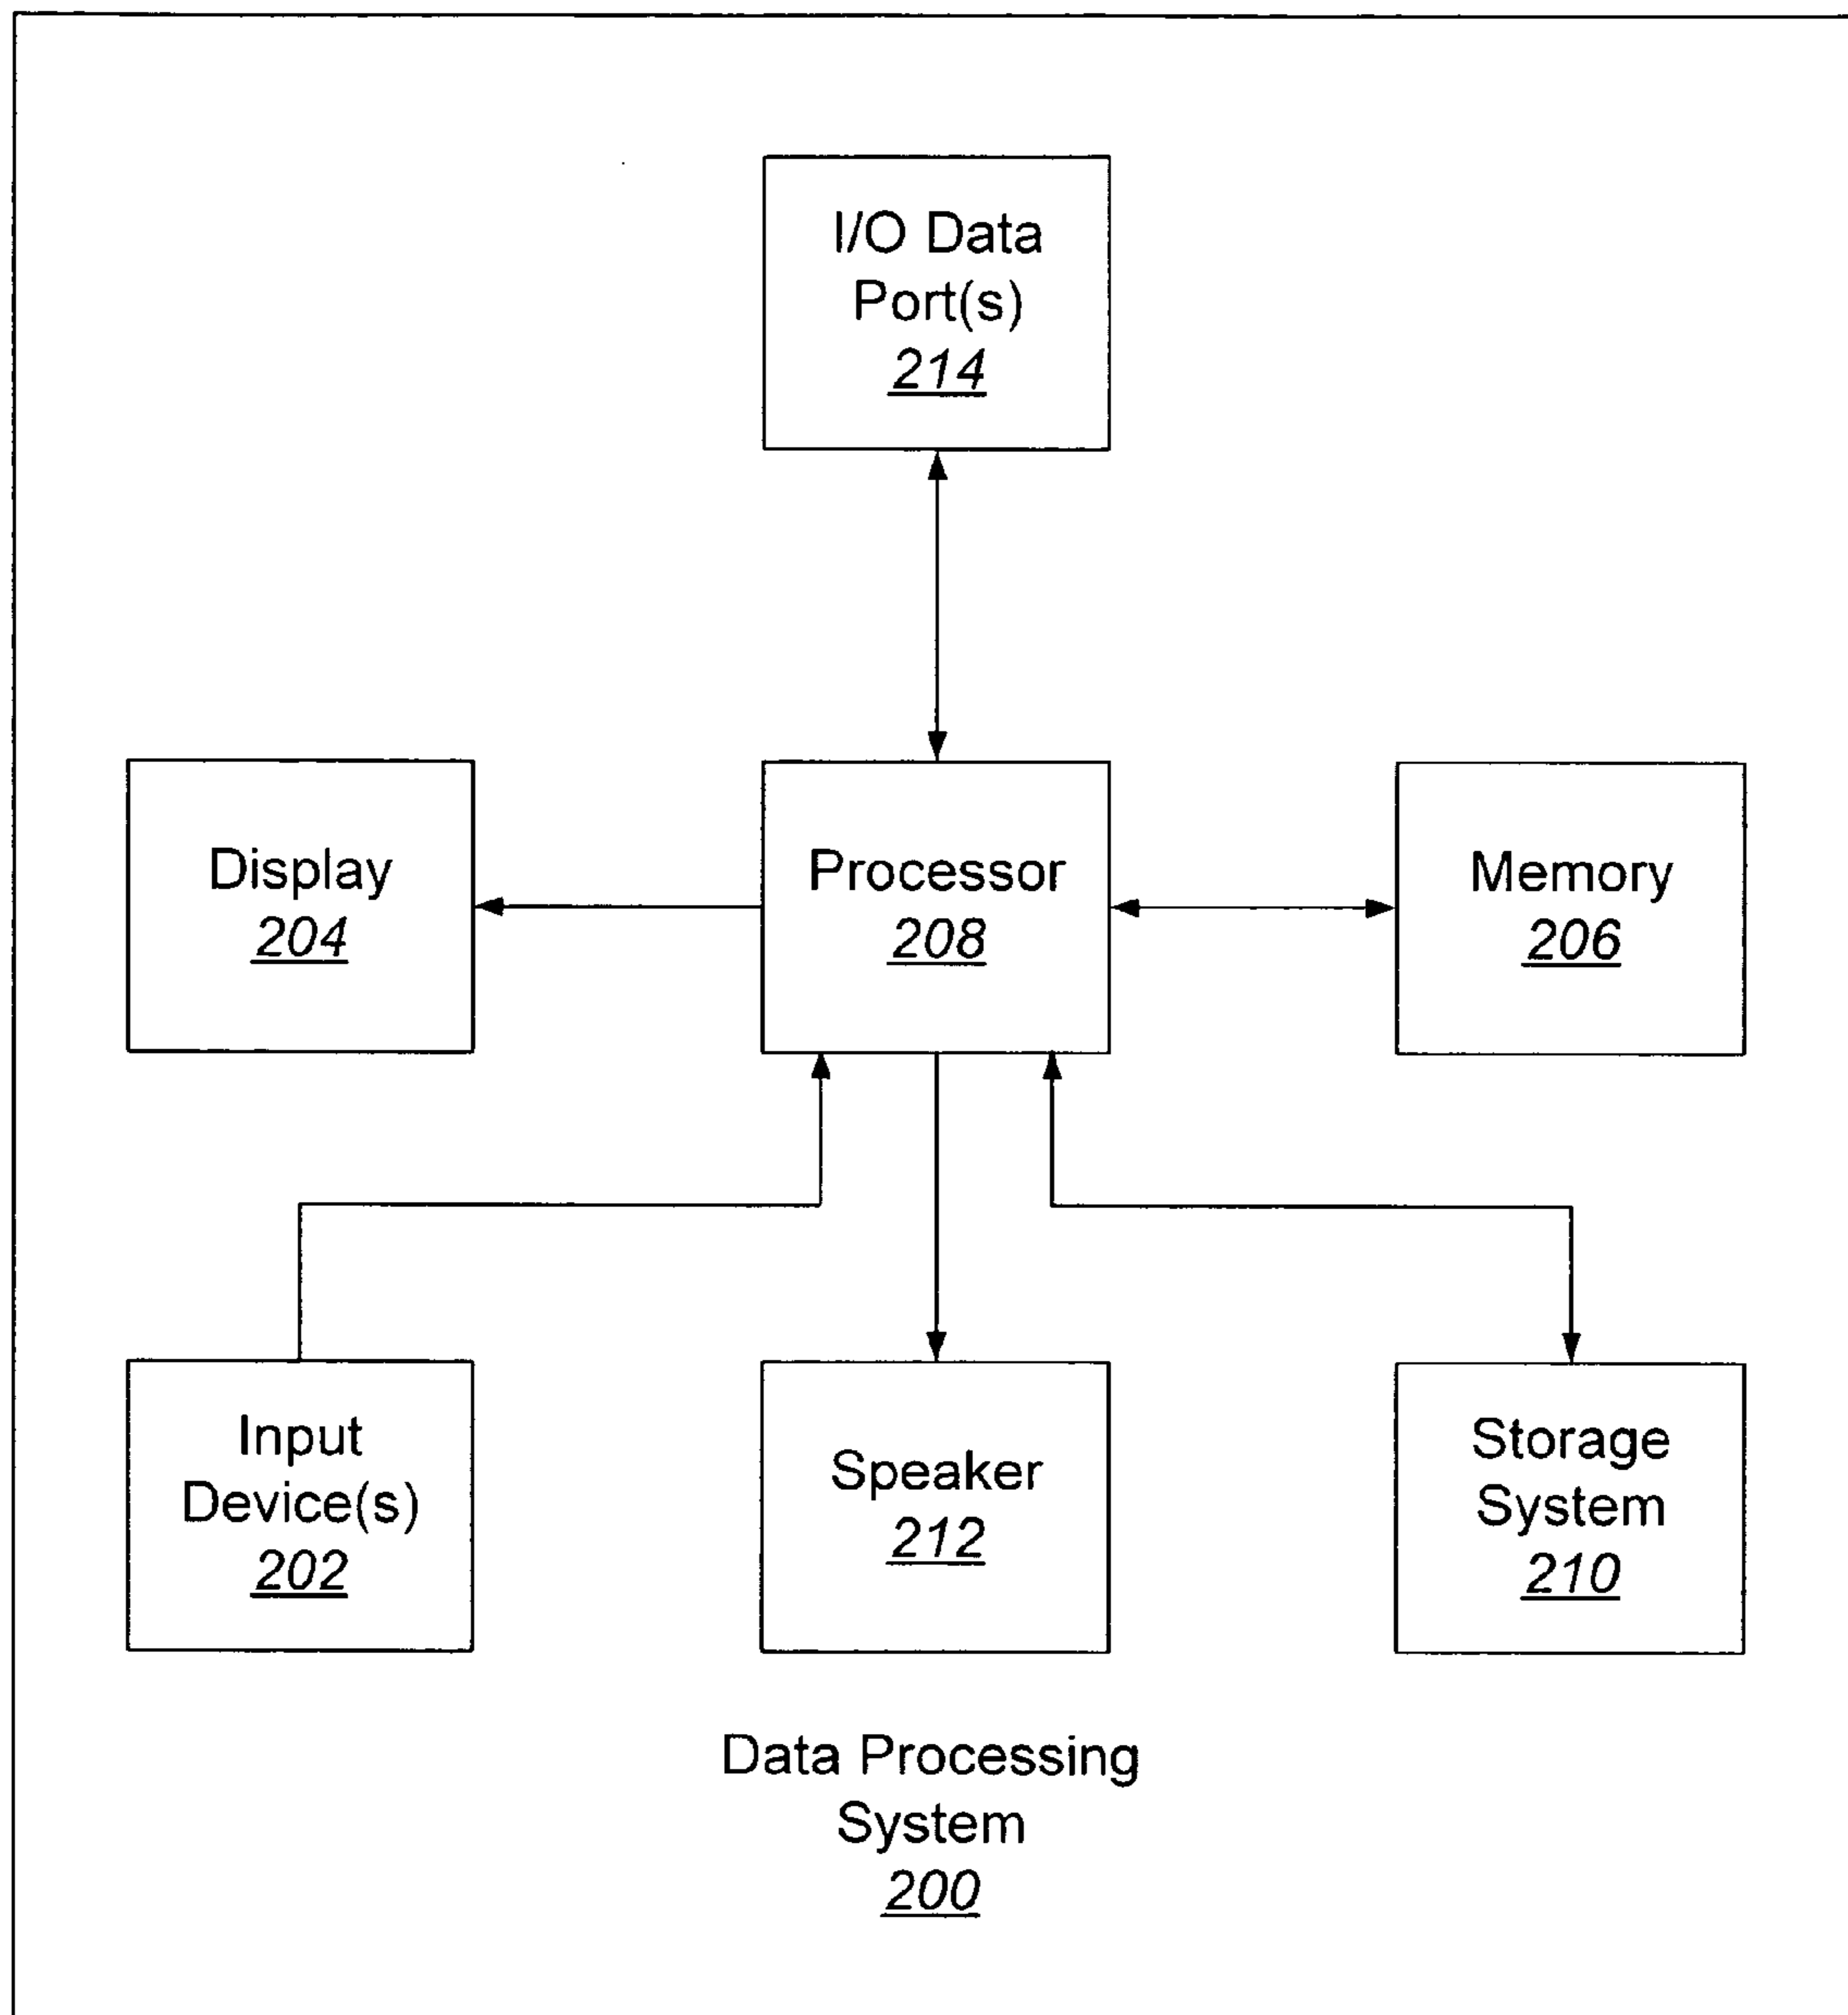 I/O Data
Port(s)
214
Display
204
Processor
208
Memory
206
Input
Device(s)
202
Speaker
212
Storage
System
210
Data Processing
System
200